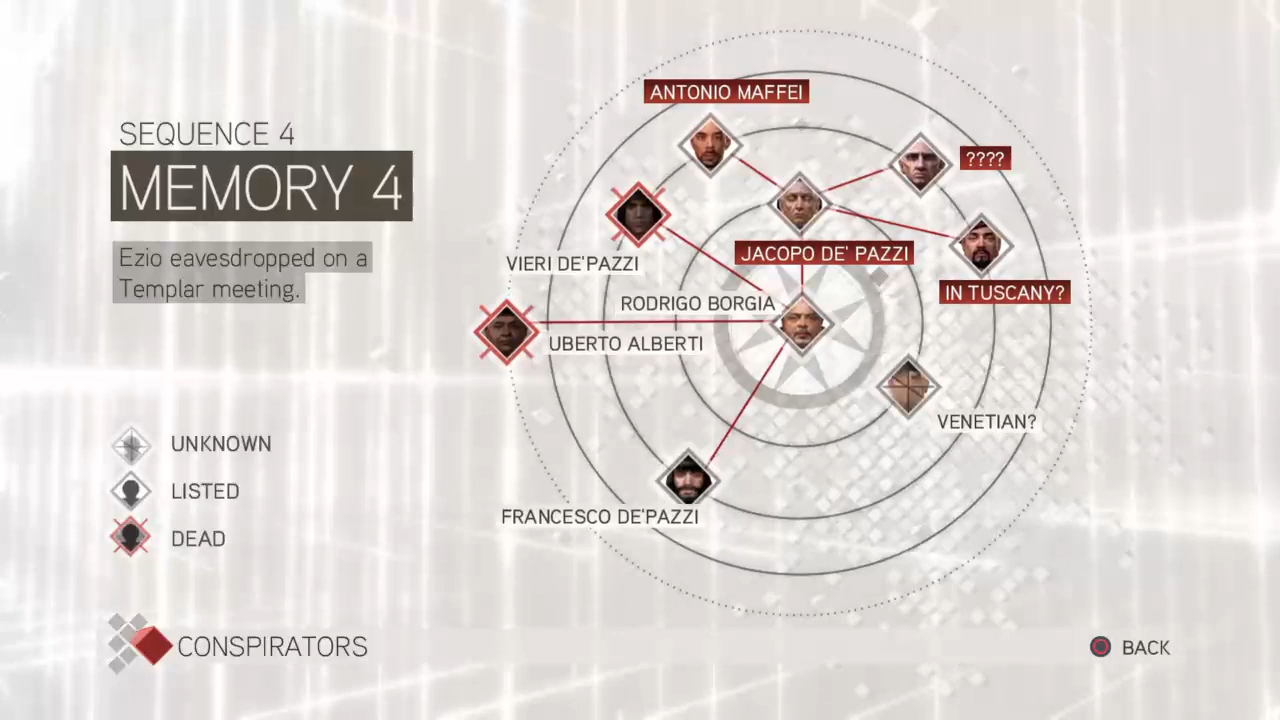 SEQUENCE 4
MEMORY 4
Ezio eavesdropped on a
Templar meeting.
ANTONIO MAFFEI
????
VIERI DE'PAZZI
JACOPO DE' PAZZI
IN TUSCANY?
RODRIGO BORGIA
UBERTO ALBERTI
VENETIAN?
FRANCESCO DE'PAZZI
UNKNOWN
LISTED
DEAD
CONSPIRATORS
BACK